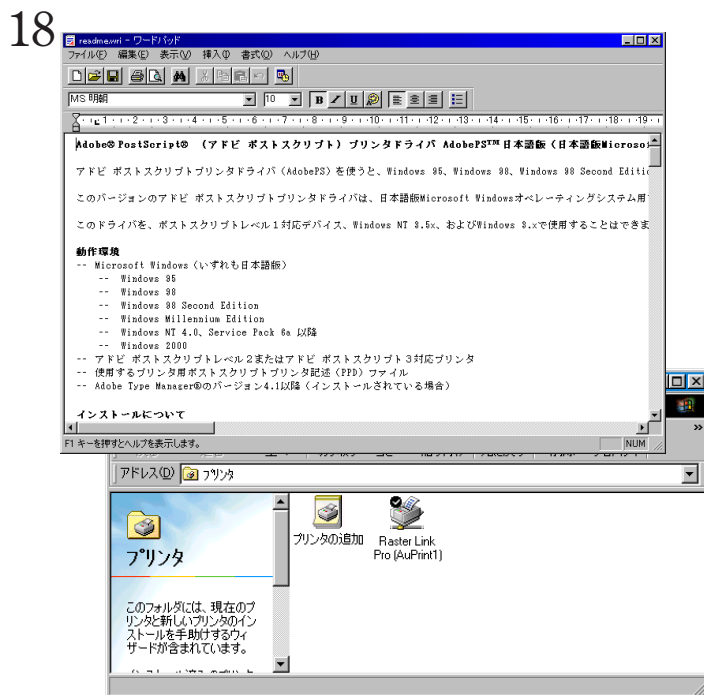 18
readme.wri - ワードパッド
ファイル(F) 編集(E) 表示(V) 挿入(I) 書式(O) ヘルプ(H)
MS 明朝 10 B U
1 2 3 4 5 6 7 8 9 10 11 12 13 14 15 16 17 18 19
Adobe® PostScript® （アドビ ポストスクリプト） プリンタドライバ AdobePS™ 日本語版（日本語版Microso
アドビ ポストスクリプトプリンタドライバ（AdobePS）を使うと、Windows 95、Windows 98、Windows 98 Second Editi
このバージョンのアドビ ポストスクリプトプリンタドライバは、日本語版Microsoft Windowsオペレーティングシステム用
このドライバを、ポストスクリプトレベル１対応デバイス、Windows NT 3.5x、およびWindows 3.xで使用することはできま
動作環境
-- Microsoft Windows（いずれも日本語版）
-- Windows 95
-- Windows 98
-- Windows 98 Second Edition
-- Windows Millennium Edition
-- Windows NT 4.0、Service Pack 6a 以降
-- Windows 2000
-- アドビ ポストスクリプトレベル２またはアドビ ポストスクリプト３対応プリンタ
-- 使用するプリンタ用ポストスクリプトプリンタ記述（PPD）ファイル
-- Adobe Type Manager®のバージョン4.1以降（インストールされている場合）
インストールについて
F1 キーを押すとヘルプを表示します。 NUM
アドレス(D) プリンタ
プリンタ
このフォルダには、現在のプ
リンタと新しいプリンタのイン
ストールを手助けするウィ
ザードが含まれています。
プリンタの追加
Raster Link
Pro (AuPrint1)